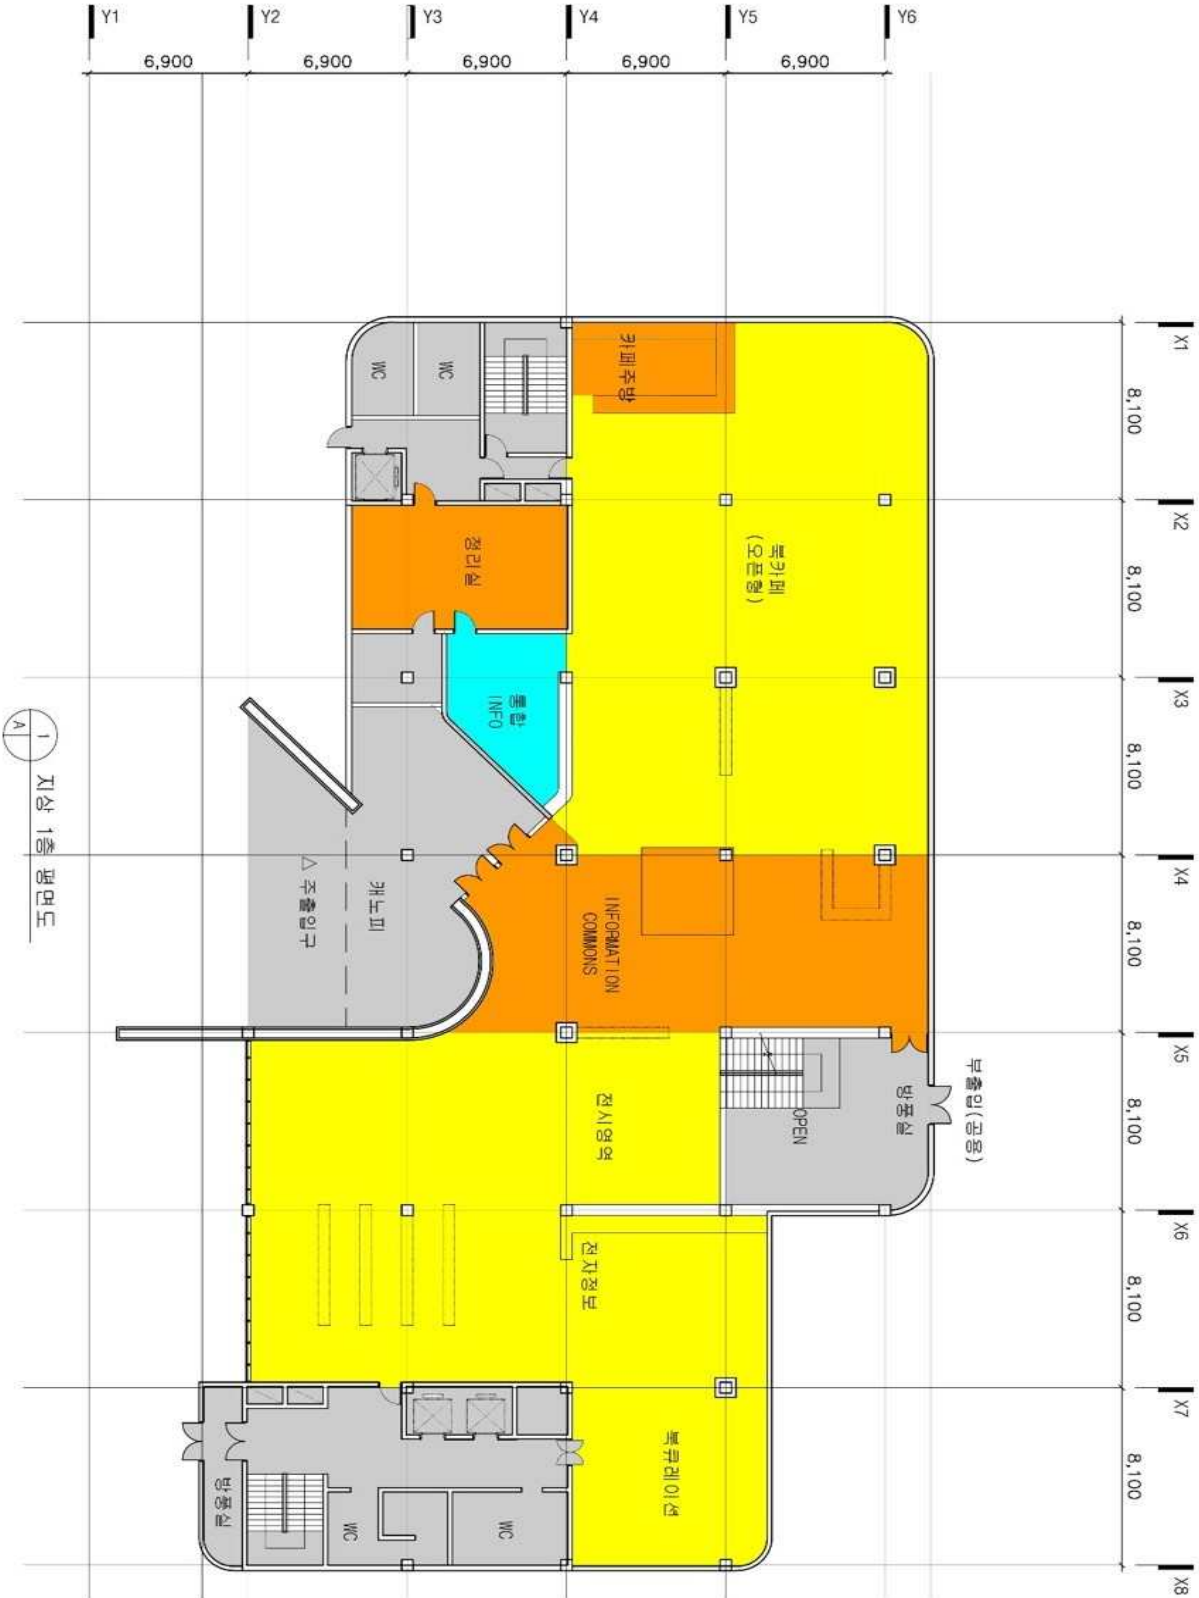 Y1
Y2
Y3
Y4
Y5
Y6
6,900
6,900
6,900
6,900
6,900
X1
8,100
X2
8,100
X3
8,100
X4
8,100
X5
8,100
X6
8,100
X7
8,100
X8
WC
WC
카페주방
정리실
북카페
(오픈형)
통합
INFO
캐노피
△ 주출입구
INFORMATION
COMMONS
전시영역
OPEN
방풍실
부출입(공용)
전자정보
북큐레이션
방풍실
WC
WC
1
A
지상 1층 평면도